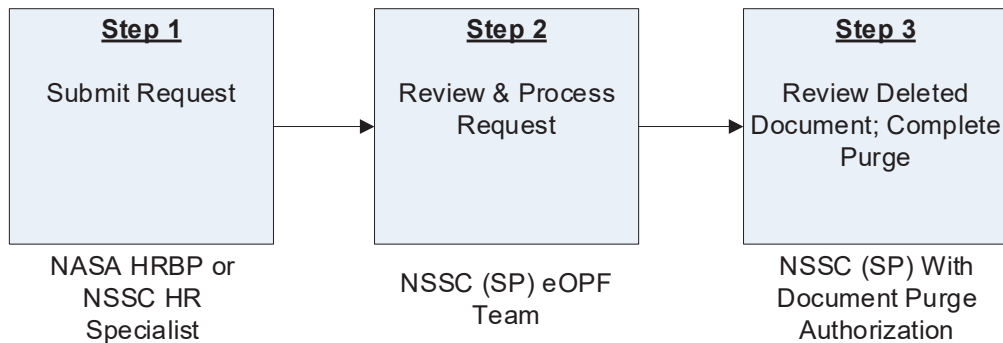 Step 1
Submit Request
NASA HRBP or
NSSC HR
Specialist
Step 2
Review & Process
Request
NSSC (SP) eOPF
Team
Step 3
Review Deleted
Document; Complete
Purge
NSSC (SP) With
Document Purge
Authorization